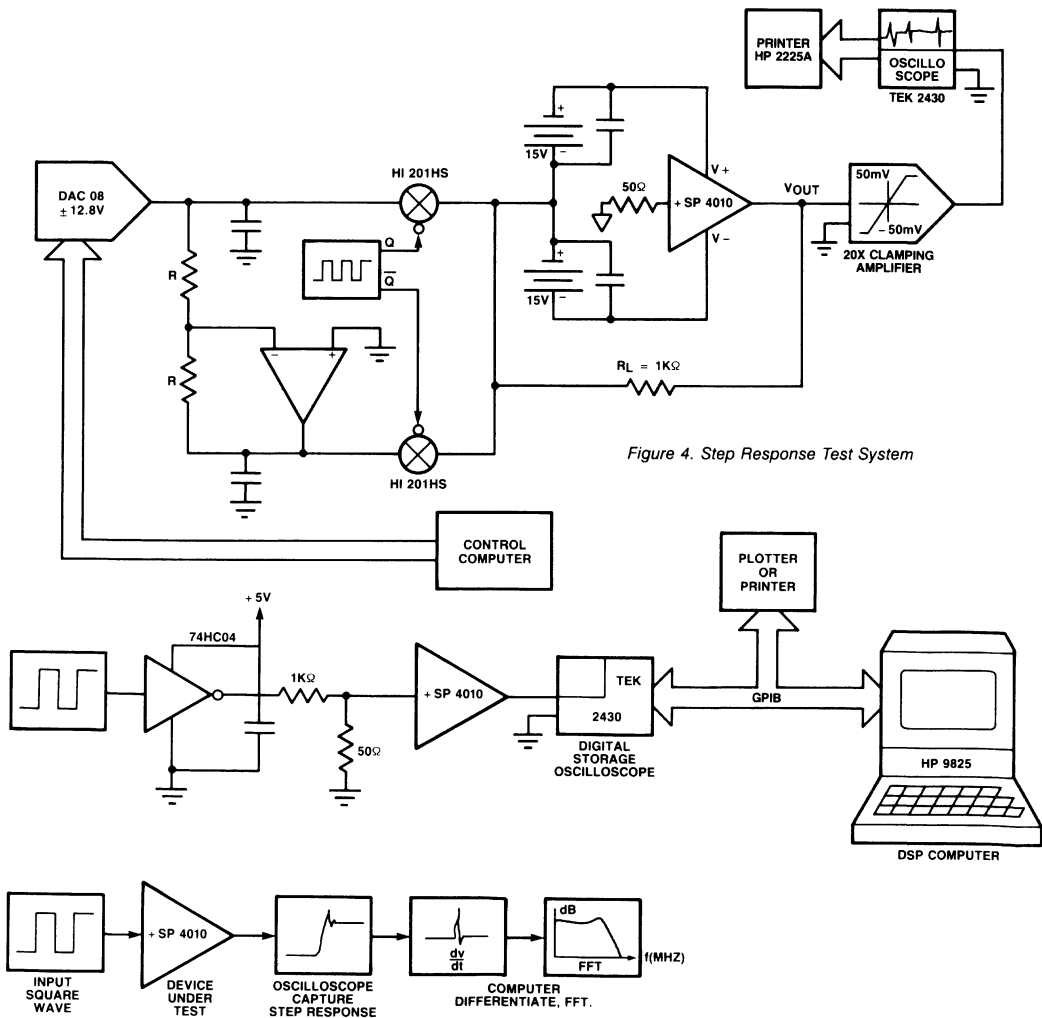 PRINTER
HP 2225A
OSCILLO
SCOPE
TEK 2430
+
15V
−
V +
50Ω
+ SP 4010
V −
VOUT
50mV
− 50mV
20X CLAMPING
AMPLIFIER
DAC 08
± 12.8V
HI 201HS
Q
Q̅
+
15V
−
R
R
−
+
RL = 1KΩ
HI 201HS
Figure 4. Step Response Test System
CONTROL
COMPUTER
+ 5V
74HC04
1KΩ
50Ω
+ SP 4010
TEK
2430
DIGITAL
STORAGE
OSCILLOSCOPE
PLOTTER
OR
PRINTER
GPIB
HP 9825
DSP COMPUTER
INPUT
SQUARE
WAVE
+ SP 4010
DEVICE
UNDER
TEST
OSCILLOSCOPE
CAPTURE
STEP RESPONSE
dv
dt
dB
FFT
f(MHZ)
COMPUTER
DIFFERENTIATE, FFT.